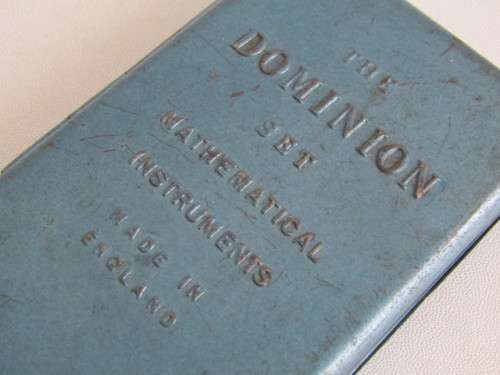 THE
DOMINION
SET
MATHEMATICAL
INSTRUMENTS
MADE IN
ENGLAND